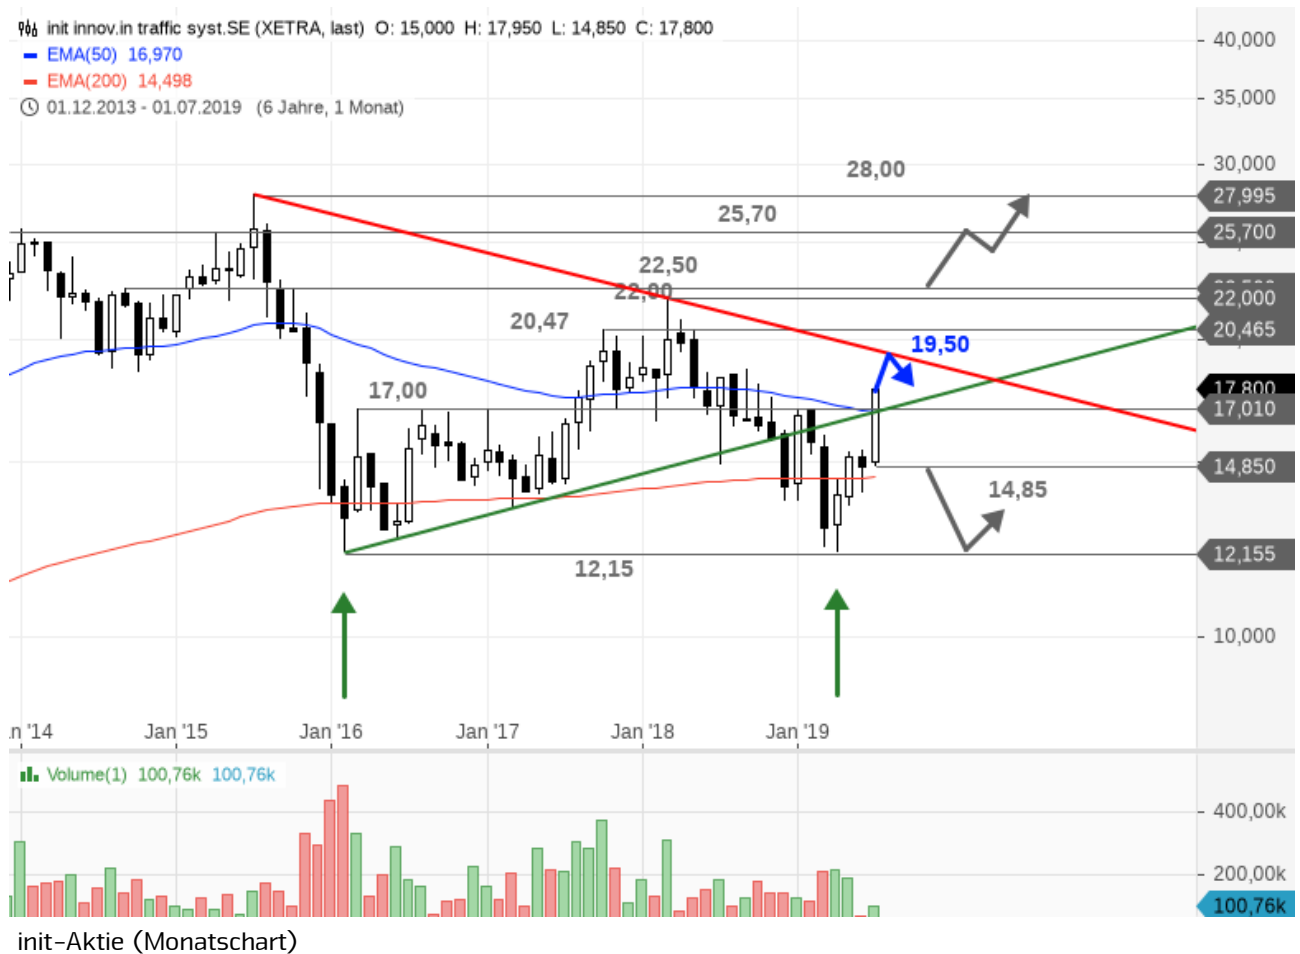 init innov.in traffic syst.SE (XETRA, last) O: 15,000 H: 17,950 L: 14,850 C: 17,800
EMA(50) 16,970
EMA(200) 14,498
01.12.2013 - 01.07.2019 (6 Jahre, 1 Monat)
40,000
35,000
30,000
28,00
27,995
25,70
25,700
22,50
22,00
22,000
20,47
20,465
19,50
17,800
17,00
17,010
14,850
14,85
12,155
12,15
10,000
n '14 Jan '15 Jan '16 Jan '17 Jan '18 Jan '19
Volume(1) 100,76k 100,76k
400,00k
200,00k
100,76k
init-Aktie (Monatschart)